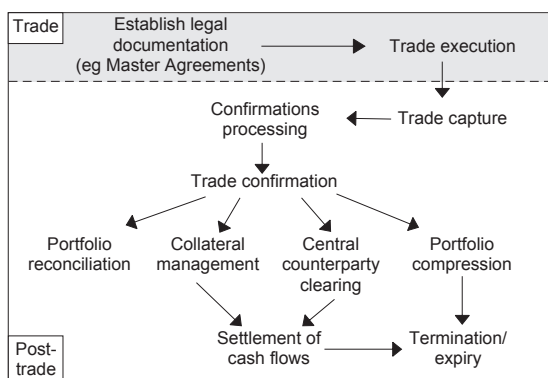 Trade
Establish legal
documentation
(eg Master Agreements)
Trade execution
Confirmations
processing
Trade capture
Trade confirmation
Portfolio
reconciliation
Collateral
management
Central
counterparty
clearing
Portfolio
compression
Settlement of
cash flows
Termination/
expiry
Post-
trade